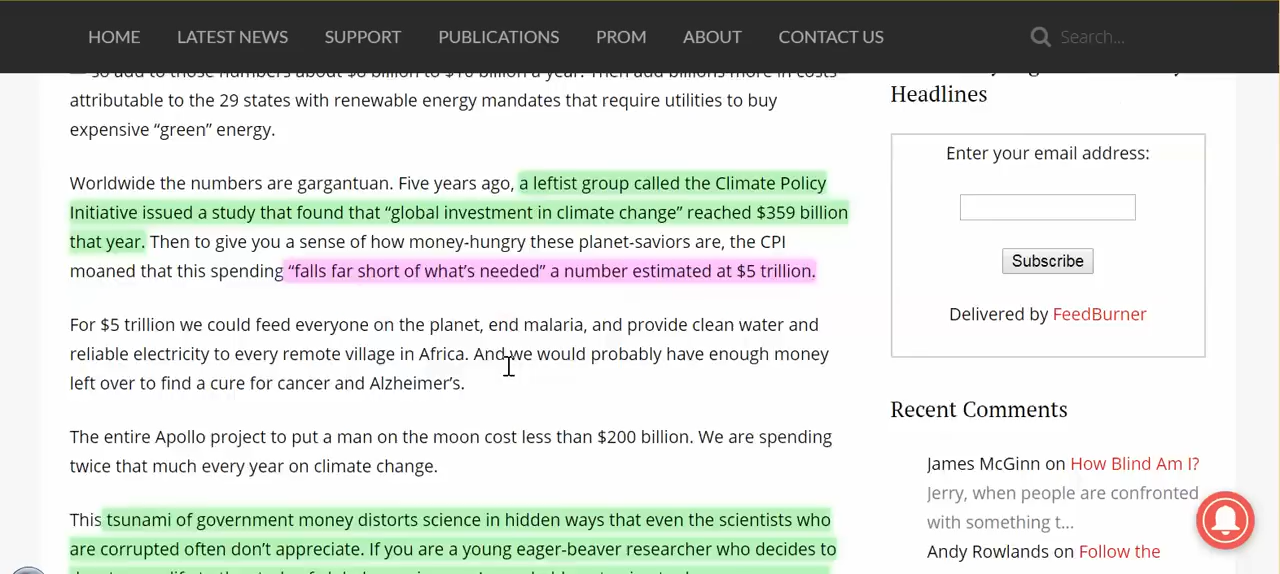 HOME LATEST NEWS SUPPORT PUBLICATIONS PROM ABOUT CONTACT US Search...
attributable to the 29 states with renewable energy mandates that require utilities to buy
expensive “green” energy.
Worldwide the numbers are gargantuan. Five years ago, a leftist group called the Climate Policy
Initiative issued a study that found that “global investment in climate change” reached $359 billion
that year. Then to give you a sense of how money-hungry these planet-saviors are, the CPI
moaned that this spending “falls far short of what’s needed” a number estimated at $5 trillion.
For $5 trillion we could feed everyone on the planet, end malaria, and provide clean water and
reliable electricity to every remote village in Africa. And we would probably have enough money
left over to find a cure for cancer and Alzheimer’s.
The entire Apollo project to put a man on the moon cost less than $200 billion. We are spending
twice that much every year on climate change.
This tsunami of government money distorts science in hidden ways that even the scientists who
are corrupted often don’t appreciate. If you are a young eager-beaver researcher who decides to
Headlines
Enter your email address:
Subscribe
Delivered by FeedBurner
Recent Comments
James McGinn on How Blind Am I?
Jerry, when people are confronted
with something t...
Andy Rowlands on Follow the